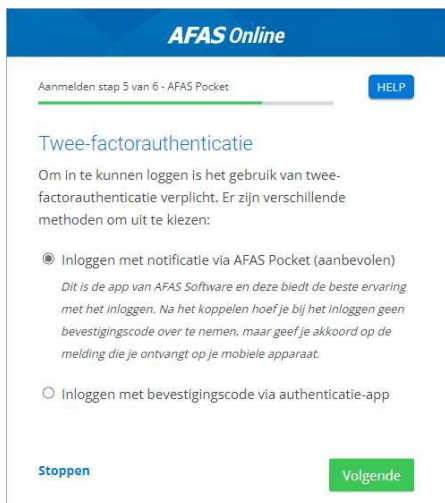 AFAS Online
Aanmelden stap 5 van 6 - AFAS Pocket
HELP
Twee-factorauthenticatie
Om in te kunnen loggen is het gebruik van twee-
factorauthenticatie verplicht. Er zijn verschillende
methoden om uit te kiezen:
Inloggen met notificatie via AFAS Pocket (aanbevolen)
Dit is de app van AFAS Software en deze biedt de beste ervaring
met het inloggen. Na het koppelen hoef je bij het inloggen geen
bevestigingscode over te nemen, maar geef je akkoord op de
melding die je ontvangt op je mobiele apparaat.
Inloggen met bevestigingscode via authenticatie-app
Stoppen
Volgende